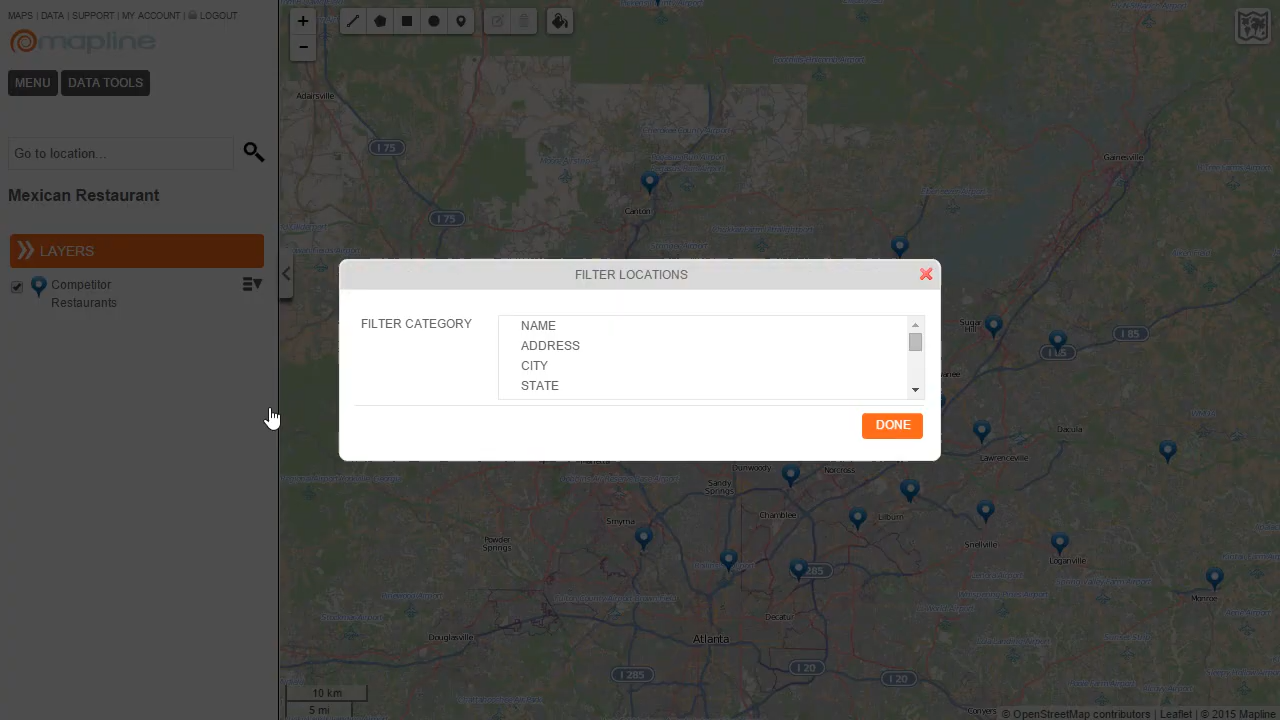 MAPS | DATA | SUPPORT | MY ACCOUNT | LOGOUT
mapline
MENU
DATA TOOLS
Go to location...
Mexican Restaurant
LAYERS
Competitor
Restaurants
+
−
Adairsville
I 75
I 75
Canton
Gainesville
FILTER LOCATIONS
FILTER CATEGORY
NAME
ADDRESS
CITY
STATE
DONE
Sugar
Hill
I 85
I 85
Dacula
Lawrenceville
Dunwoody
Norcross
Sandy
Springs
Chamblee
Lilburn
Smyrna
Powder
Springs
Snellville
Loganville
285
Monroe
Decatur
Douglasville
Atlanta
I 285
I 20
I 20
Conyers
10 km
5 mi
© OpenStreetMap contributors | Leaflet | © 2015 Mapline